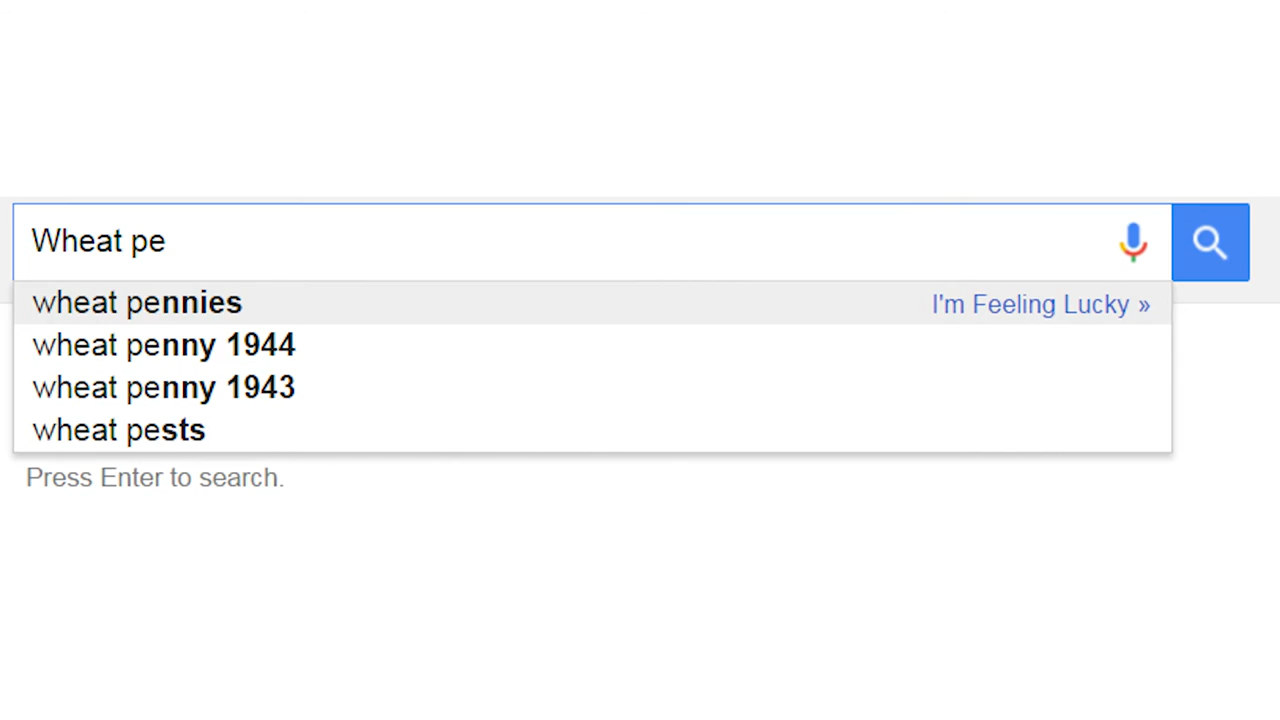 Wheat pe
wheat pennies
I'm Feeling Lucky »
wheat penny 1944
wheat penny 1943
wheat pests
Press Enter to search.